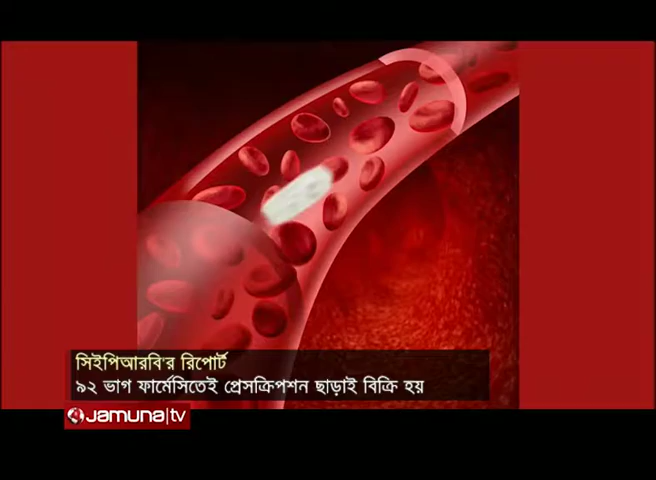 সিইপিআরবি'র রিপোর্ট
৯২ ভাগ ফার্মেসিতেই প্রেসক্রিপশন ছাড়াই বিক্রি হয়
Jamuna|tv